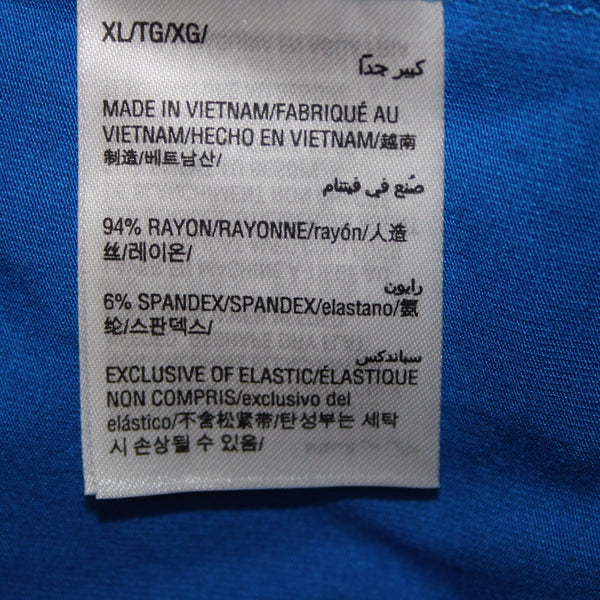 XL/TG/XG/
كبير جدًا
MADE IN VIETNAM/FABRIQUÉ AU
VIETNAM/HECHO EN VIETNAM/越南
制造/베트남산/
صُنع في فيتنام
94% RAYON/RAYONNE/rayón/人造
丝/레이온/
رايون
6% SPANDEX/SPANDEX/elastano/氨
纶/스판덱스/
سباندكس
EXCLUSIVE OF ELASTIC/ÉLASTIQUE
NON COMPRIS/exclusivo del
elástico/不含松紧带/탄성부는 세탁
시 손상될 수 있음/